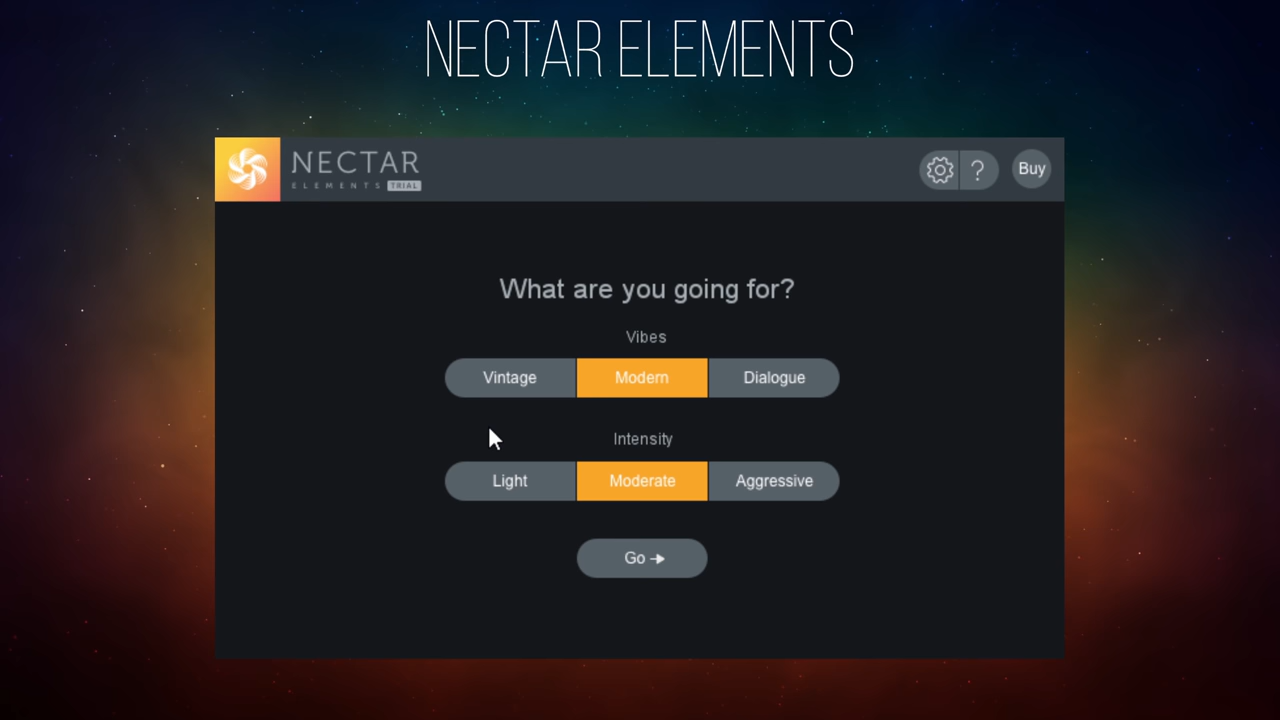 NECTAR ELEMENTS
NECTAR
ELEMENTS TRIAL
?
Buy
What are you going for?
Vibes
Vintage Modern Dialogue
Intensity
Light Moderate Aggressive
Go →